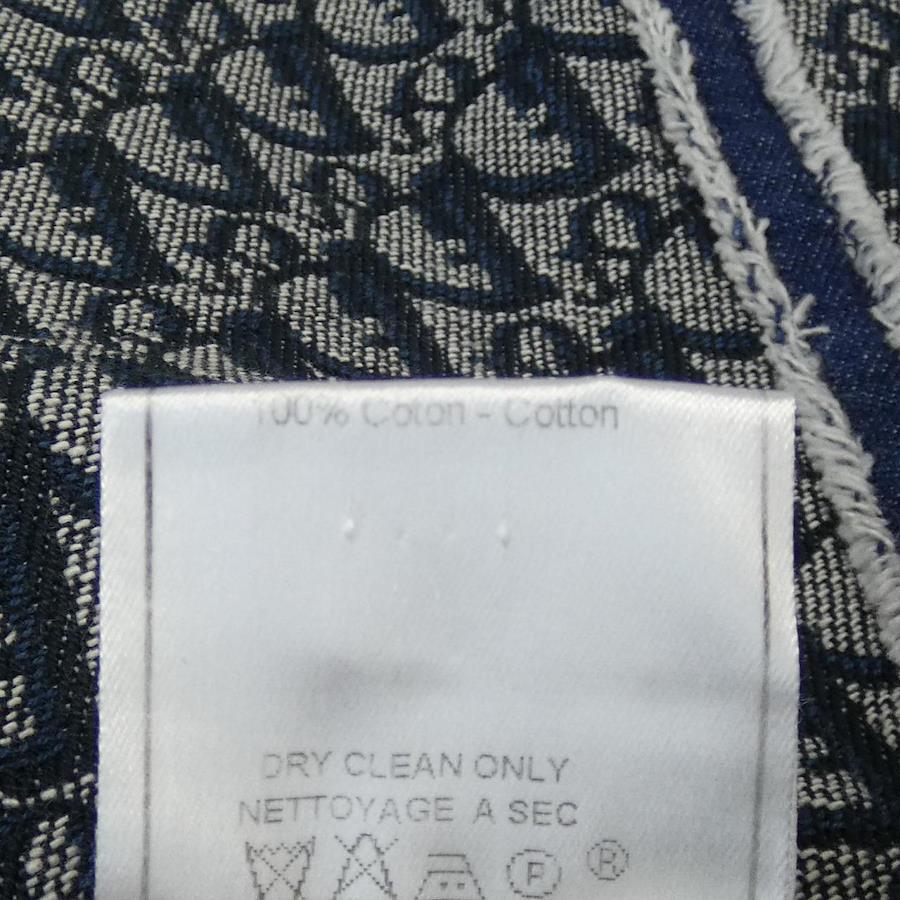 100% Coton - Cotton
DRY CLEAN ONLY
NETTOYAGE A SEC
P ®